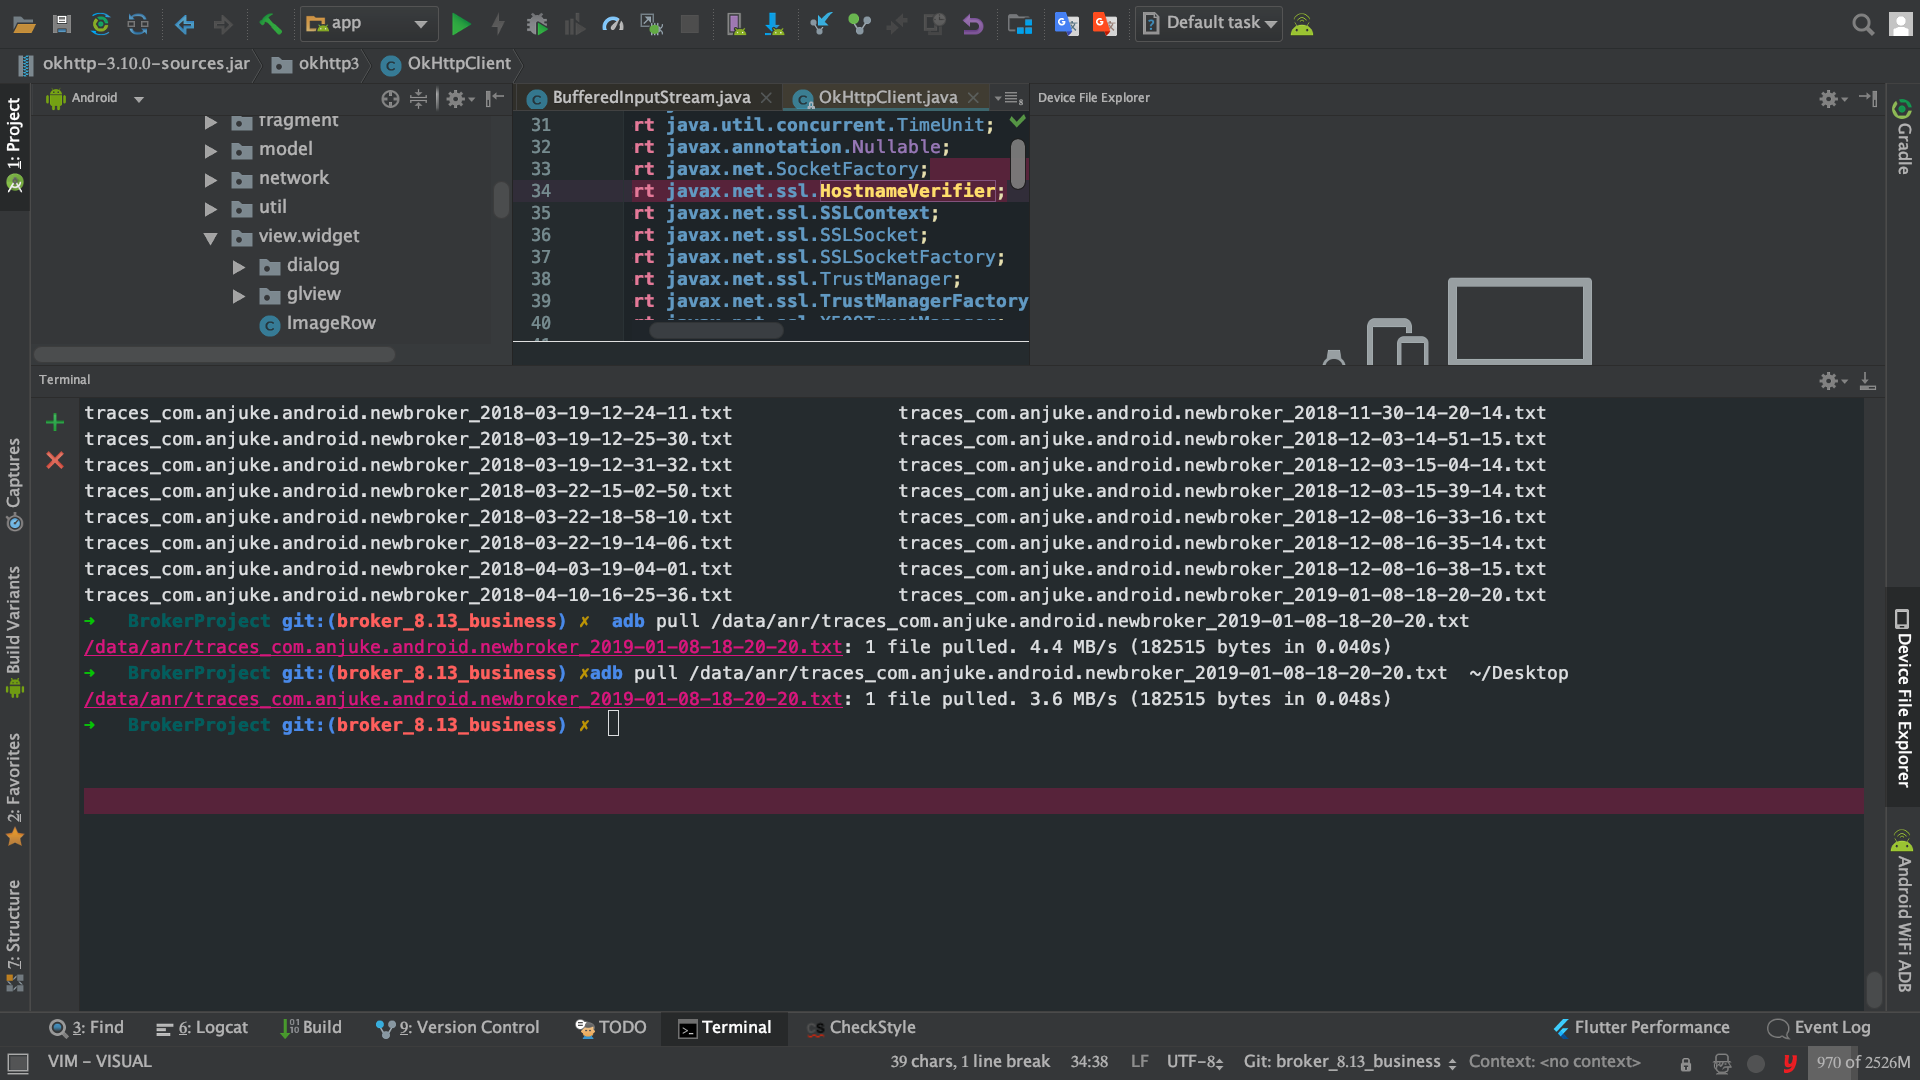 app
Default task
okhttp-3.10.0-sources.jar
okhttp3
OkHttpClient
Android
BufferedInputStream.java
OkHttpClient.java
Device File Explorer
1: Project
Captures
Build Variants
2: Favorites
7: Structure
fragment
model
network
util
view.widget
dialog
glview
ImageRow
31 rt java.util.concurrent.TimeUnit;
32 rt javax.annotation.Nullable;
33 rt javax.net.SocketFactory;
34 rt javax.net.ssl.HostnameVerifier;
35 rt javax.net.ssl.SSLContext;
36 rt javax.net.ssl.SSLSocket;
37 rt javax.net.ssl.SSLSocketFactory;
38 rt javax.net.ssl.TrustManager;
39 rt javax.net.ssl.TrustManagerFactory
40
Gradle
Device File Explorer
Android WiFi ADB
Terminal
traces_com.anjuke.android.newbroker_2018-03-19-12-24-11.txt traces_com.anjuke.android.newbroker_2018-11-30-14-20-14.txt
traces_com.anjuke.android.newbroker_2018-03-19-12-25-30.txt traces_com.anjuke.android.newbroker_2018-12-03-14-51-15.txt
traces_com.anjuke.android.newbroker_2018-03-19-12-31-32.txt traces_com.anjuke.android.newbroker_2018-12-03-15-04-14.txt
traces_com.anjuke.android.newbroker_2018-03-22-15-02-50.txt traces_com.anjuke.android.newbroker_2018-12-03-15-39-14.txt
traces_com.anjuke.android.newbroker_2018-03-22-18-58-10.txt traces_com.anjuke.android.newbroker_2018-12-08-16-33-16.txt
traces_com.anjuke.android.newbroker_2018-03-22-19-14-06.txt traces_com.anjuke.android.newbroker_2018-12-08-16-35-14.txt
traces_com.anjuke.android.newbroker_2018-04-03-19-04-01.txt traces_com.anjuke.android.newbroker_2018-12-08-16-38-15.txt
traces_com.anjuke.android.newbroker_2018-04-10-16-25-36.txt traces_com.anjuke.android.newbroker_2019-01-08-18-20-20.txt
➜ BrokerProject git:(broker_8.13_business) ✗ adb pull /data/anr/traces_com.anjuke.android.newbroker_2019-01-08-18-20-20.txt
/data/anr/traces_com.anjuke.android.newbroker_2019-01-08-18-20-20.txt: 1 file pulled. 4.4 MB/s (182515 bytes in 0.040s)
➜ BrokerProject git:(broker_8.13_business) ✗adb pull /data/anr/traces_com.anjuke.android.newbroker_2019-01-08-18-20-20.txt ~/Desktop
/data/anr/traces_com.anjuke.android.newbroker_2019-01-08-18-20-20.txt: 1 file pulled. 3.6 MB/s (182515 bytes in 0.048s)
➜ BrokerProject git:(broker_8.13_business) ✗
3: Find
6: Logcat
Build
9: Version Control
TODO
Terminal
CheckStyle
Flutter Performance
Event Log
VIM - VISUAL
39 chars, 1 line break
34:38
LF
UTF-8
Git: broker_8.13_business
Context: <no context>
970 of 2526M